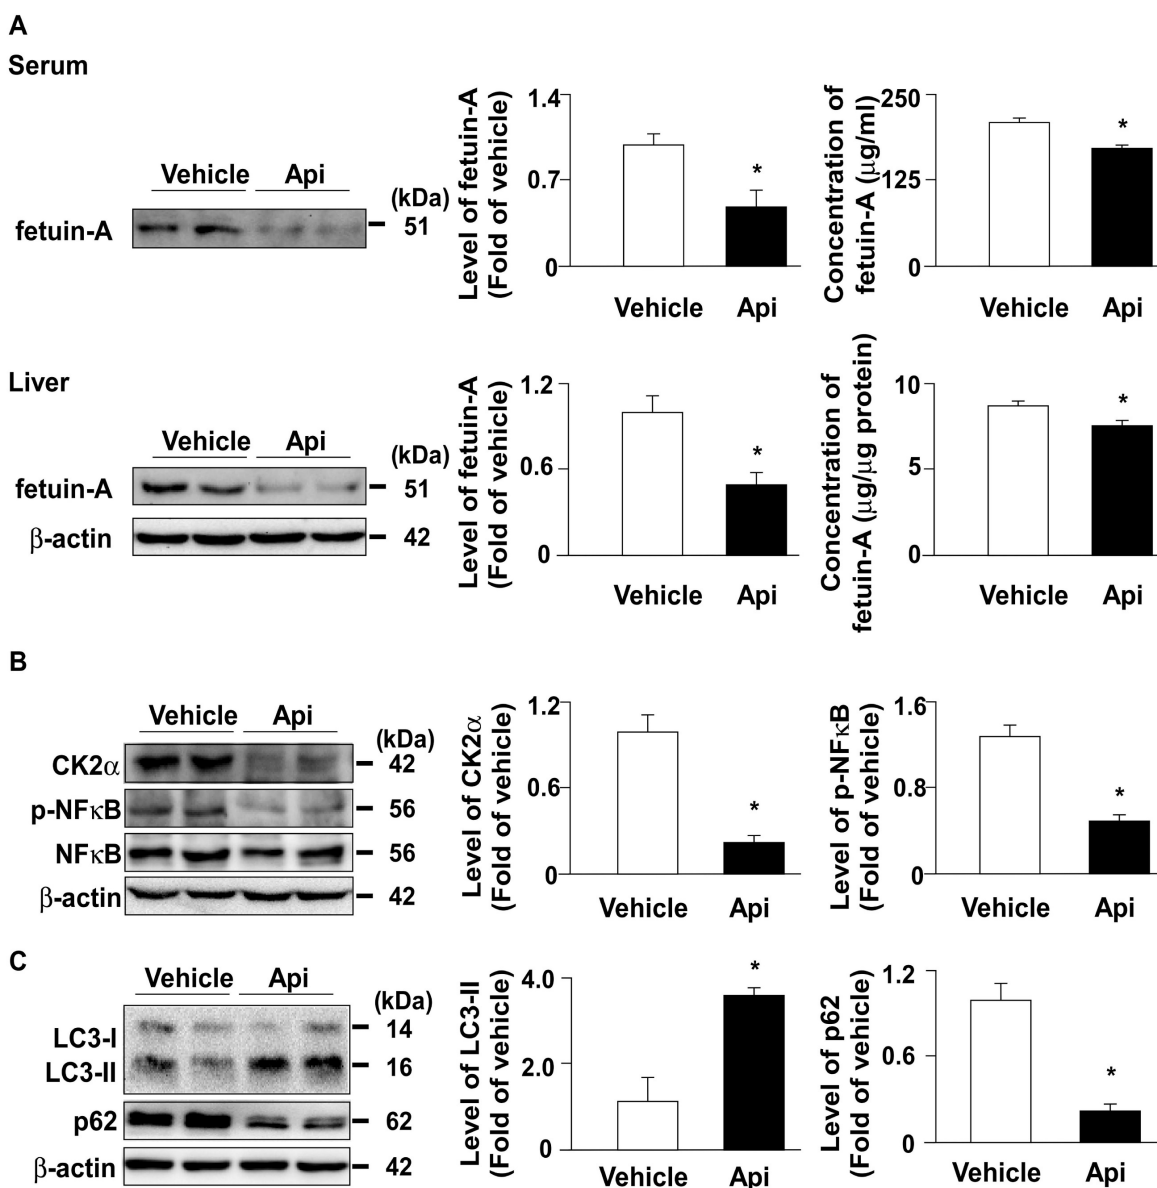 A
Serum
Vehicle Api
(kDa)
fetuin-A 51
Level of fetuin-A
(Fold of vehicle)
1.4
0.7
0
*
Vehicle Api
Concentration of
fetuin-A (μg/ml)
250
125
0
*
Vehicle Api
Liver
Vehicle Api
(kDa)
fetuin-A 51
β-actin 42
Level of fetuin-A
(Fold of vehicle)
1.2
0.6
0
*
Vehicle Api
Concentration of
fetuin-A (μg/μg protein)
10
5
0
*
Vehicle Api
B
Vehicle Api
(kDa)
CK2α 42
p-NFκB 56
NFκB 56
β-actin 42
Level of CK2α
(Fold of vehicle)
1.2
0.6
0
*
Vehicle Api
Level of p-NFκB
(Fold of vehicle)
1.6
0.8
0
*
Vehicle Api
C
Vehicle Api
(kDa)
LC3-I 14
LC3-II 16
p62 62
β-actin 42
Level of LC3-II
(Fold of vehicle)
4.0
2.0
0
*
Vehicle Api
Level of p62
(Fold of vehicle)
1.2
0.6
0
*
Vehicle Api